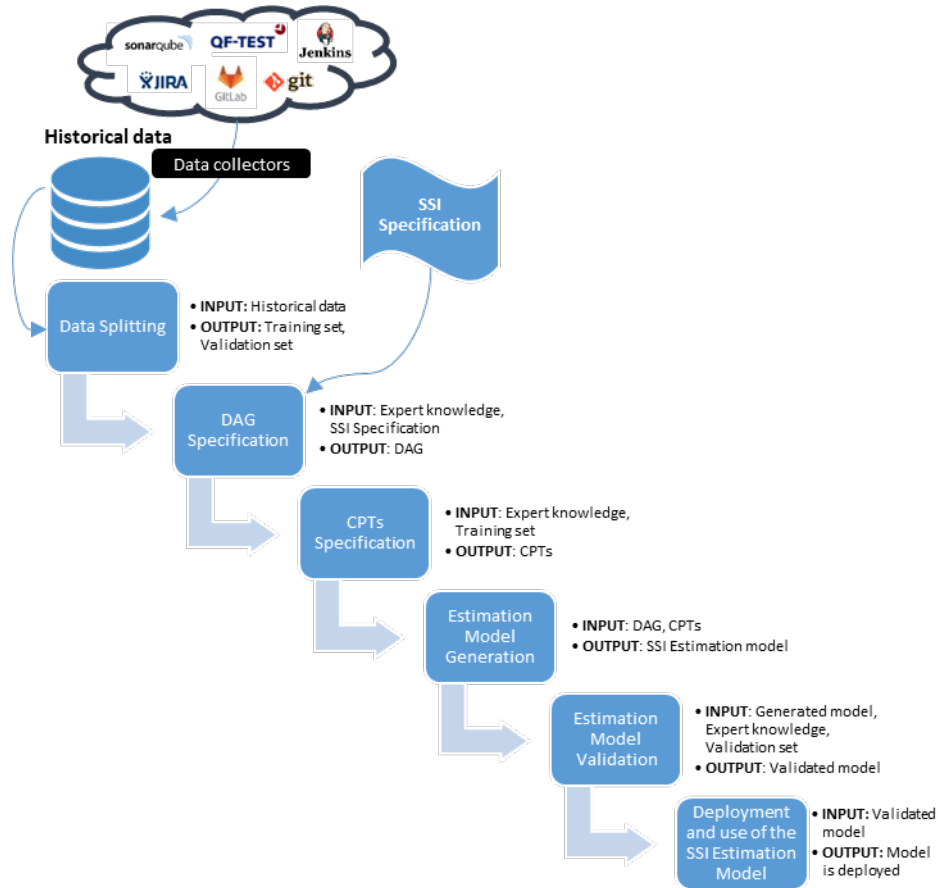 sonarqube
QF-TEST
Jenkins
JIRA
GitLab
git
Historical data
Data collectors
SSI
Specification
Data Splitting
• INPUT: Historical data
• OUTPUT: Training set,
Validation set
DAG
Specification
• INPUT: Expert knowledge,
SSI Specification
• OUTPUT: DAG
CPTs
Specification
• INPUT: Expert knowledge,
Training set
• OUTPUT: CPTs
Estimation
Model
Generation
• INPUT: DAG, CPTs
• OUTPUT: SSI Estimation model
Estimation
Model
Validation
• INPUT: Generated model,
Expert knowledge,
Validation set
• OUTPUT: Validated model
Deployment
and use of the
SSI Estimation
Model
• INPUT: Validated
model
• OUTPUT: Model
is deployed